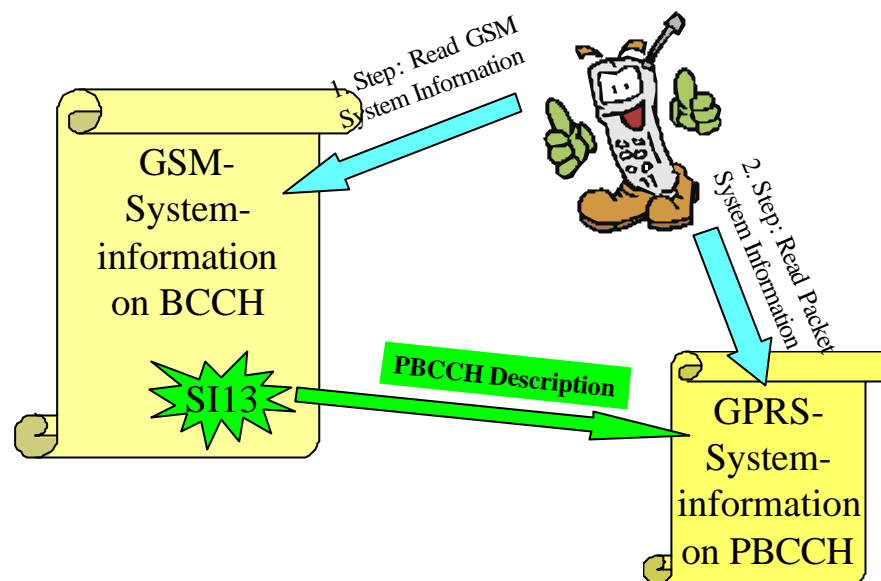 1. Step: Read GSM
System Information
GSM-
System-
information
on BCCH
SI13
PBCCH Description
2. Step: Read Packet
System Information
GPRS-
System-
information
on PBCCH